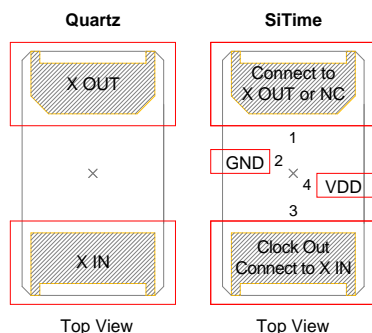 Quartz
SiTime
X OUT
Connect to
X OUT or NC
1
GND
2
4
VDD
3
X IN
Clock Out
Connect to X IN
Top View
Top View